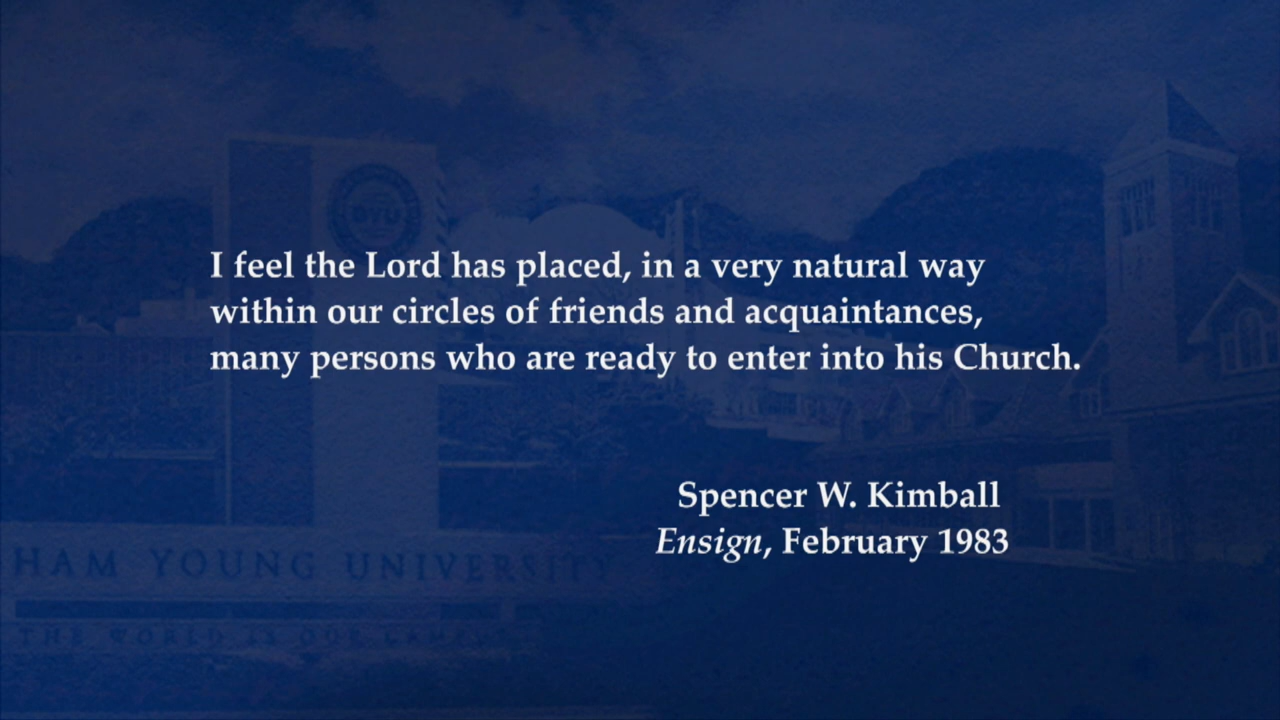 BYU
I feel the Lord has placed, in a very natural way
within our circles of friends and acquaintances,
many persons who are ready to enter into his Church.
Spencer W. Kimball
Ensign, February 1983
HAM YOUNG UNIVERSITY
THE WORLD IS OUR CAMPUS